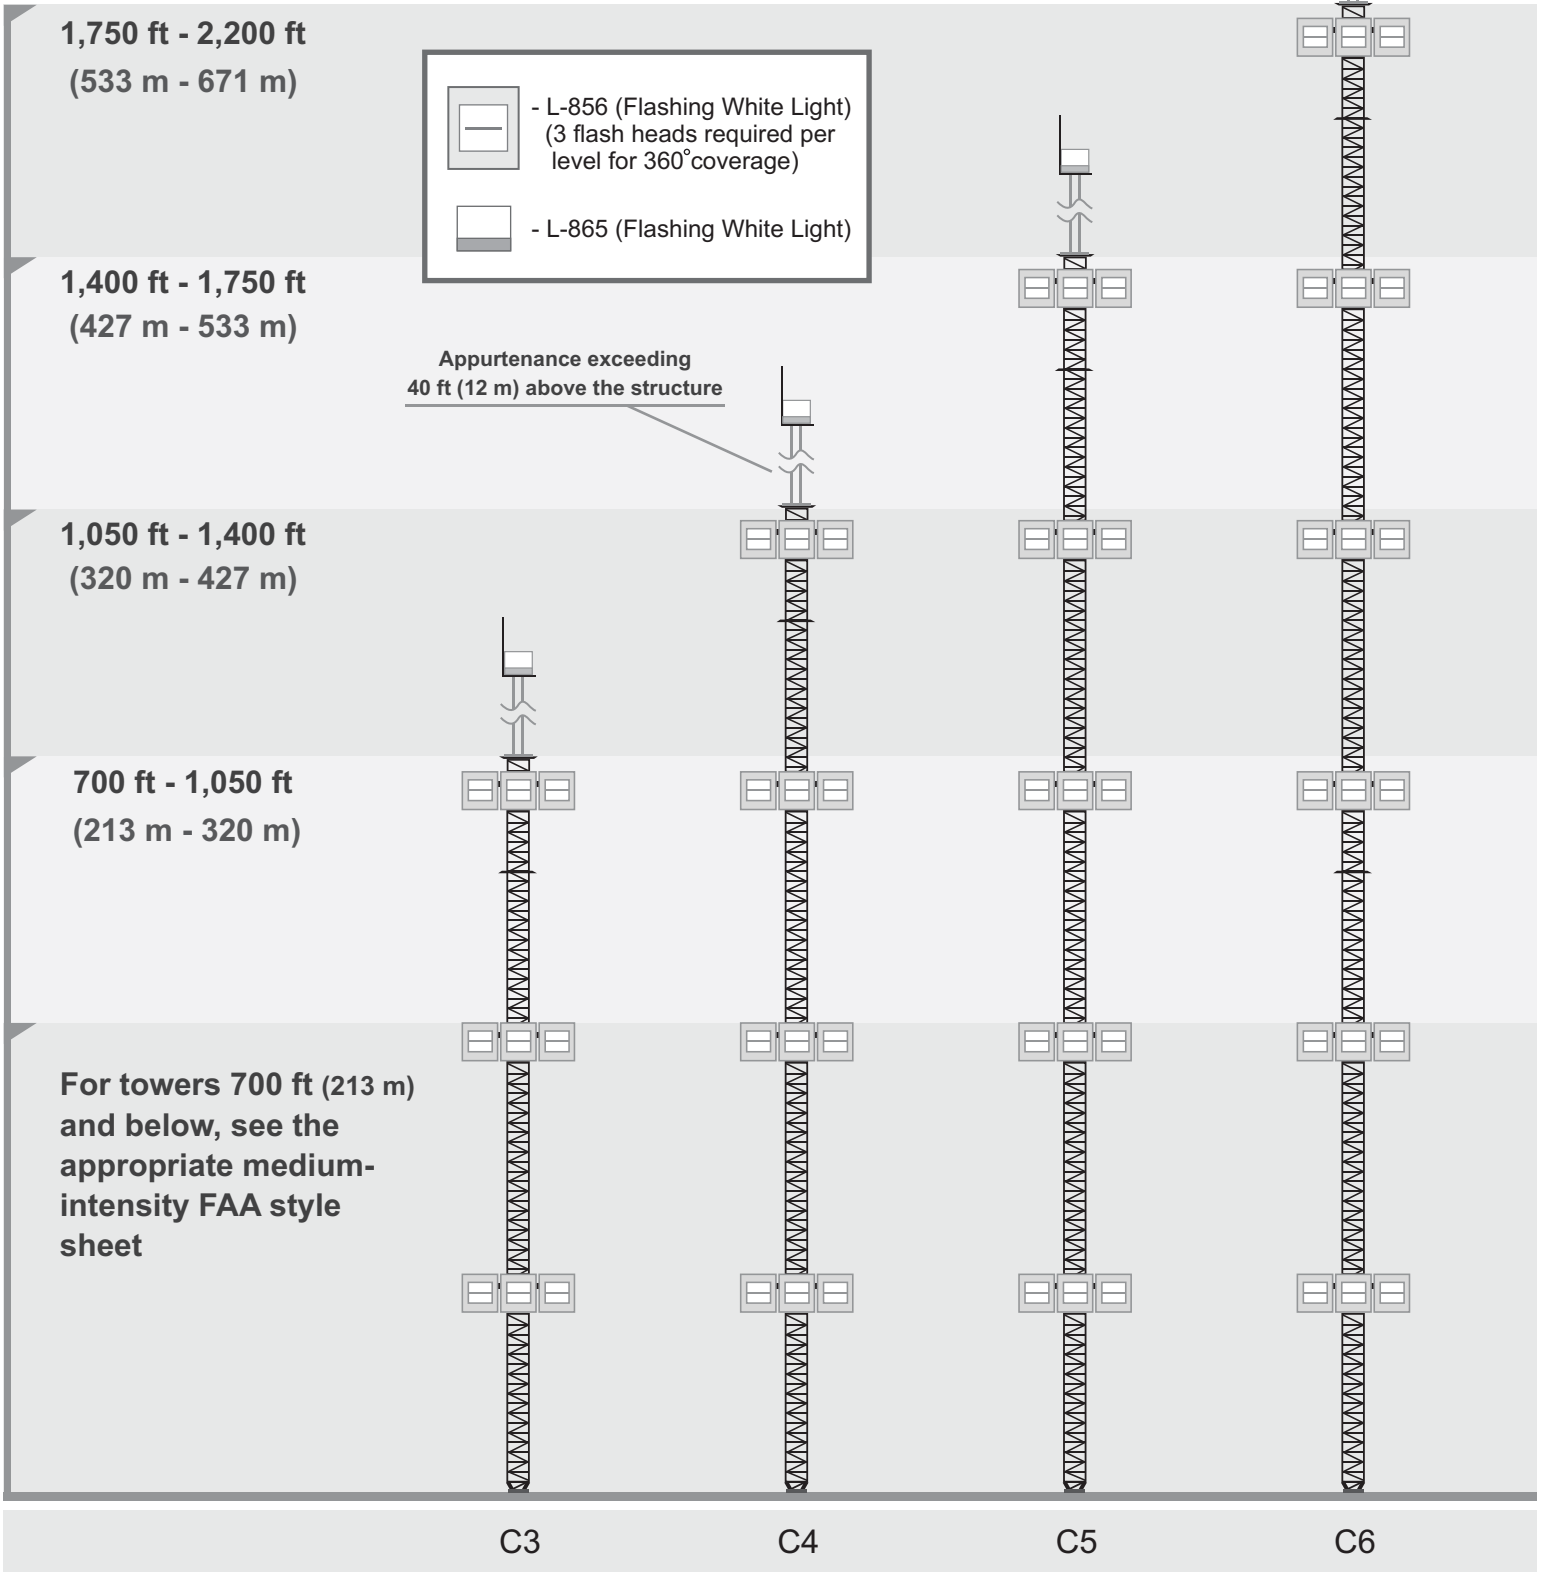 1,750 ft - 2,200 ft
(533 m - 671 m)
- L-856 (Flashing White Light)
(3 flash heads required per
level for 360°coverage)
- L-865 (Flashing White Light)
1,400 ft - 1,750 ft
(427 m - 533 m)
Appurtenance exceeding
40 ft (12 m) above the structure
1,050 ft - 1,400 ft
(320 m - 427 m)
700 ft - 1,050 ft
(213 m - 320 m)
For towers 700 ft (213 m)
and below, see the
appropriate medium-
intensity FAA style
sheet
C3 C4 C5 C6